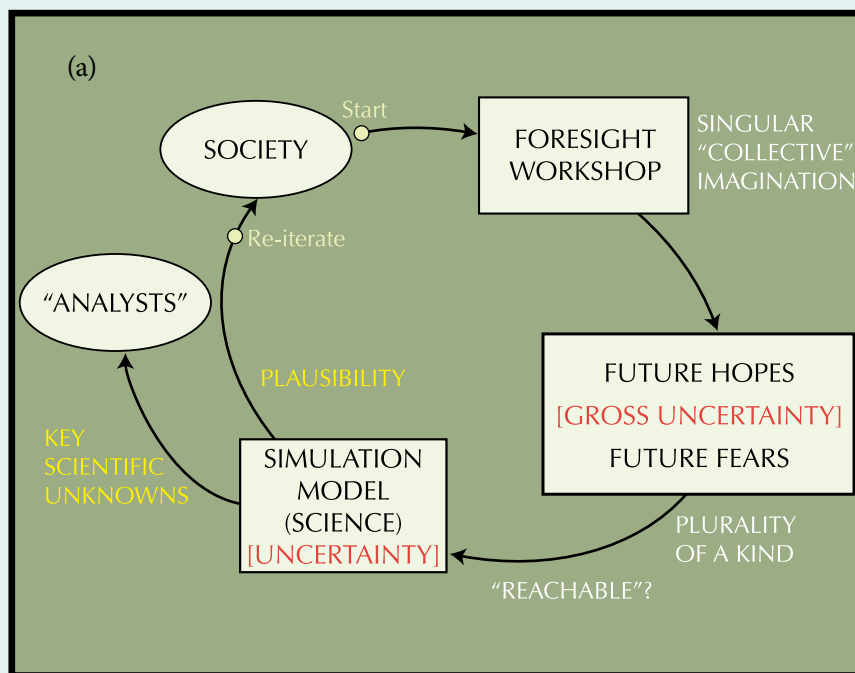 (a)
Start
SOCIETY
FORESIGHT
WORKSHOP
SINGULAR
“COLLECTIVE”
IMAGINATION
Re-iterate
“ANALYSTS”
PLAUSIBILITY
FUTURE HOPES
[GROSS UNCERTAINTY]
FUTURE FEARS
KEY
SCIENTIFIC
UNKNOWNS
SIMULATION
MODEL
(SCIENCE)
[UNCERTAINTY]
PLURALITY
OF A KIND
“REACHABLE”?